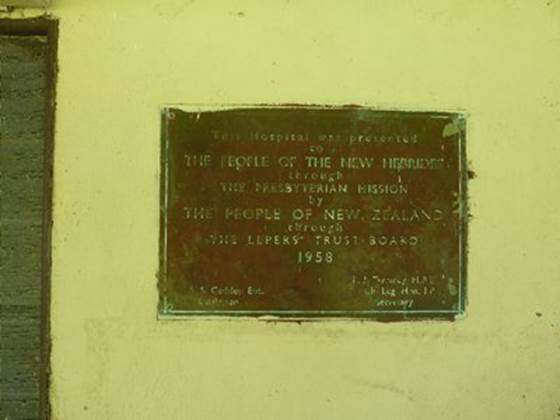 This Hospital was presented
to
THE PEOPLE OF THE NEW HEBRIDES
through
THE PRESBYTERIAN MISSION
by
THE PEOPLE OF NEW ZEALAND
through
THE LEPERS' TRUST BOARD
1958
Secretary